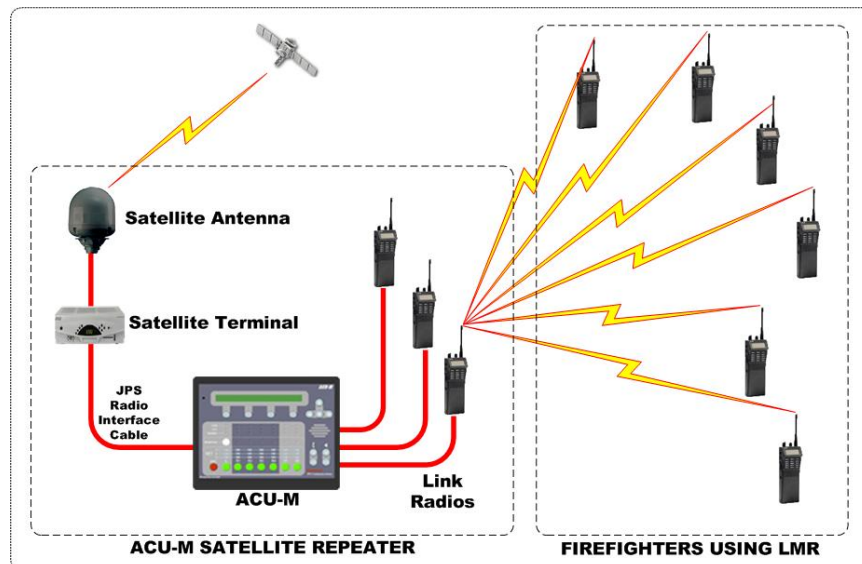 Satellite Antenna
Satellite Terminal
JPS
Radio
Interface
Cable
ACU-M
Link
Radios
ACU-M SATELLITE REPEATER
FIREFIGHTERS USING LMR